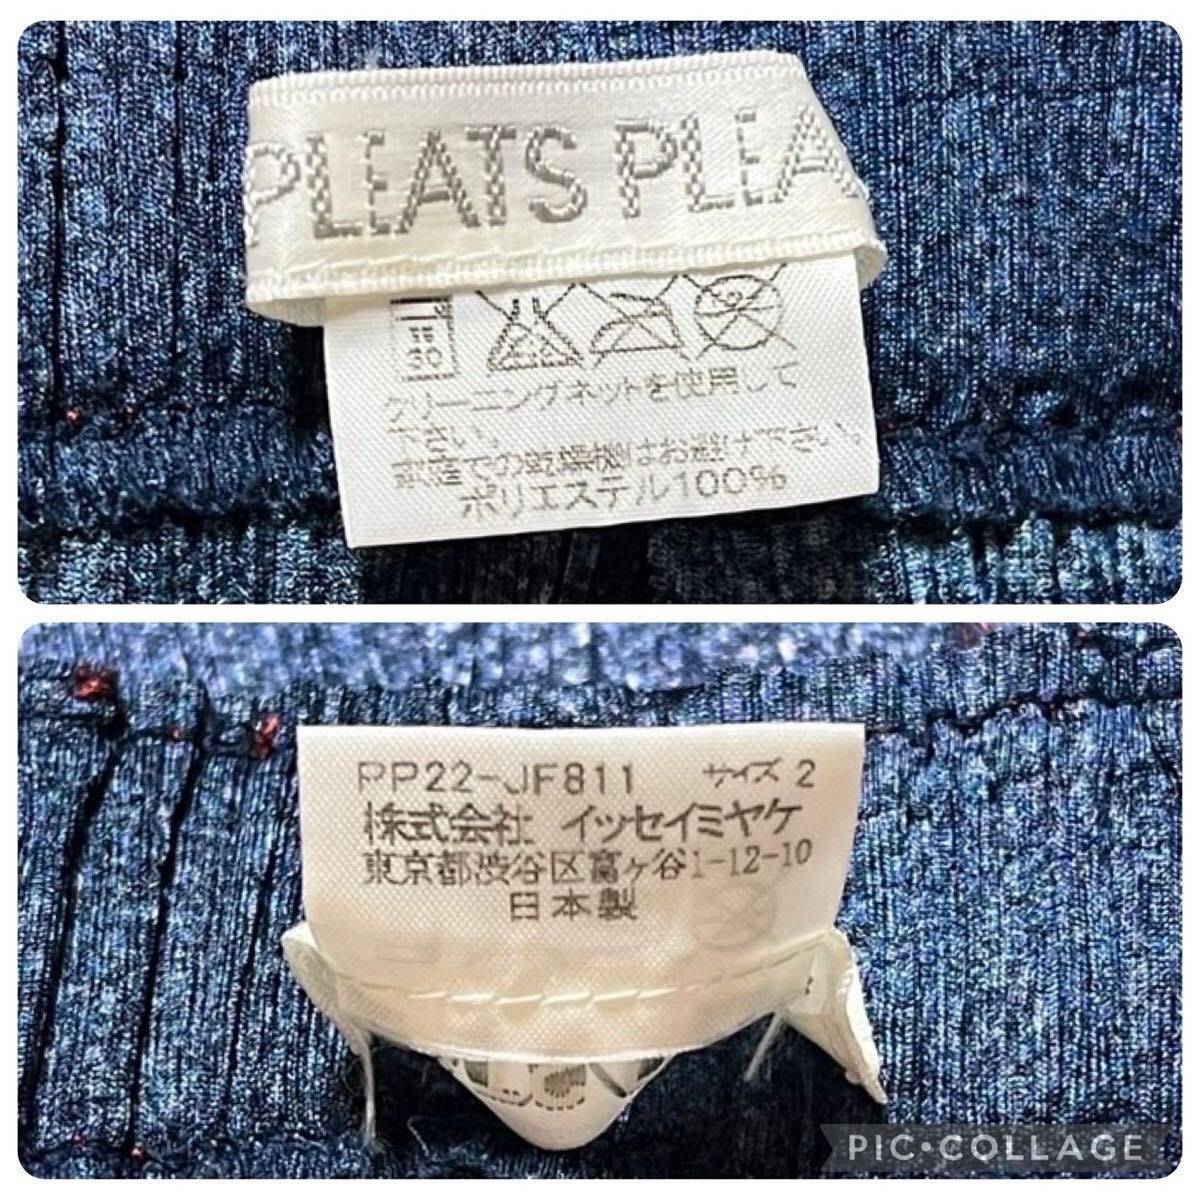 PLEATS PLEA
30
クリーニングネットを使用して
下さい。
家庭での乾燥機はお避け下さい。
ポリエステル100%
PP22-JF811 サイズ 2
株式会社 イッセイミヤケ
東京都渋谷区富ヶ谷1-12-10
日本製
PIC•COLLAGE